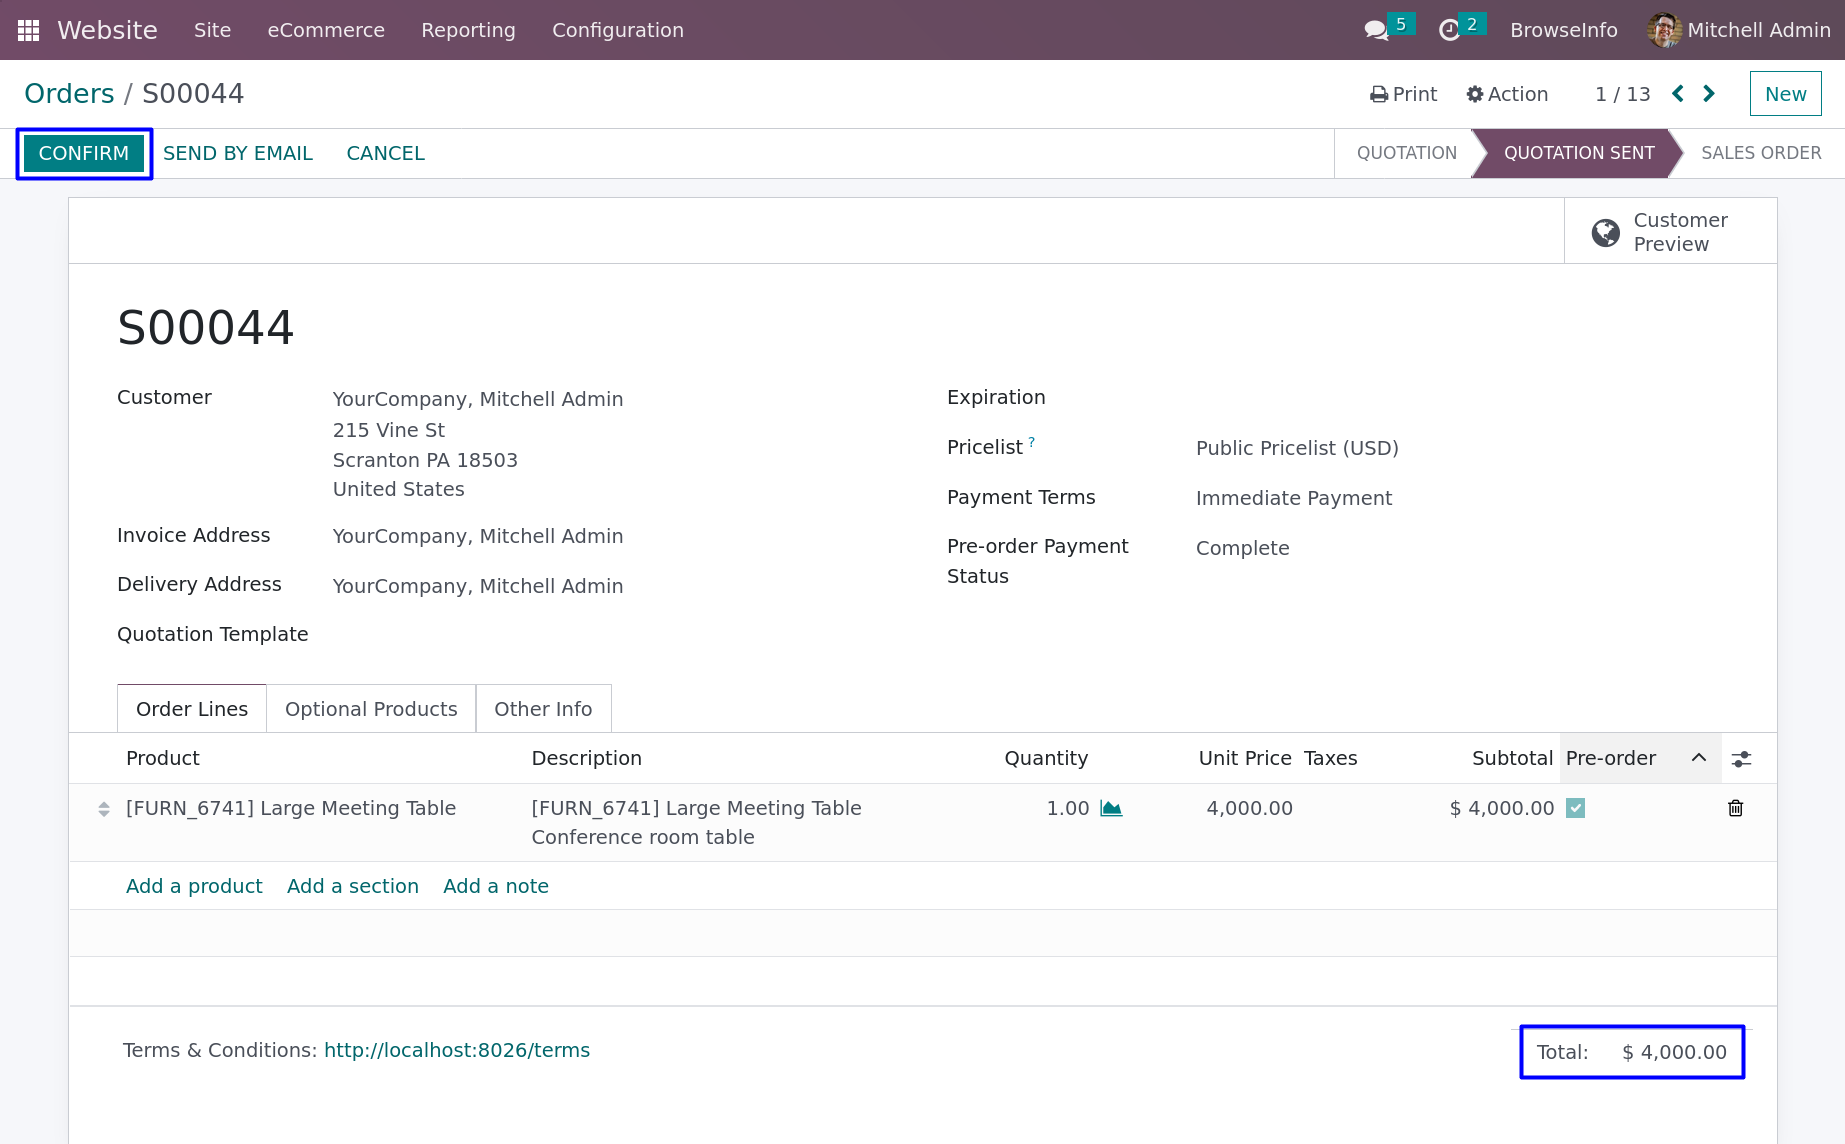 Website Site eCommerce Reporting Configuration 5 2 BrowseInfo Mitchell Admin
Orders / S00044 Print Action 1 / 13 New
CONFIRM SEND BY EMAIL CANCEL QUOTATION QUOTATION SENT SALES ORDER
Customer
Preview
S00044
Customer YourCompany, Mitchell Admin
215 Vine St
Scranton PA 18503
United States
Invoice Address YourCompany, Mitchell Admin
Delivery Address YourCompany, Mitchell Admin
Quotation Template
Expiration
Pricelist ? Public Pricelist (USD)
Payment Terms Immediate Payment
Pre-order Payment Complete
Status
Order Lines Optional Products Other Info
Product Description Quantity Unit Price Taxes Subtotal Pre-order
[FURN_6741] Large Meeting Table [FURN_6741] Large Meeting Table 1.00 4,000.00 $ 4,000.00
Conference room table
Add a product Add a section Add a note
Terms & Conditions: http://localhost:8026/terms Total: $ 4,000.00